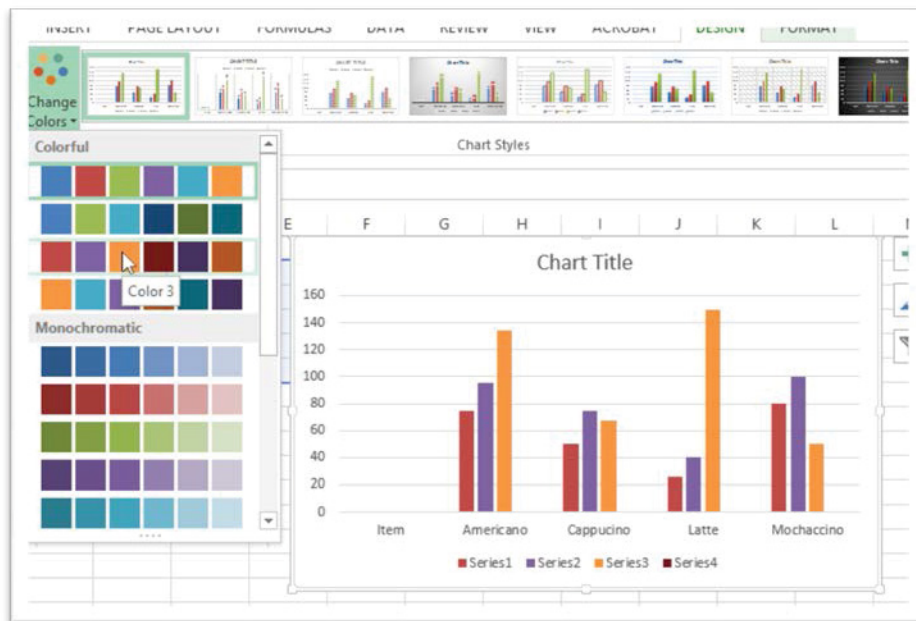 INSERT PAGE LAYOUT FORMULAS DATA REVIEW VIEW ACROBAT DESIGN FORMAT
Change
Colors
Chart Styles
Colorful
Color 3
Monochromatic
E F G H I J K L
Chart Title
160
140
120
100
80
60
40
20
0
Item Americano Cappucino Latte Mochaccino
Series1 Series2 Series3 Series4